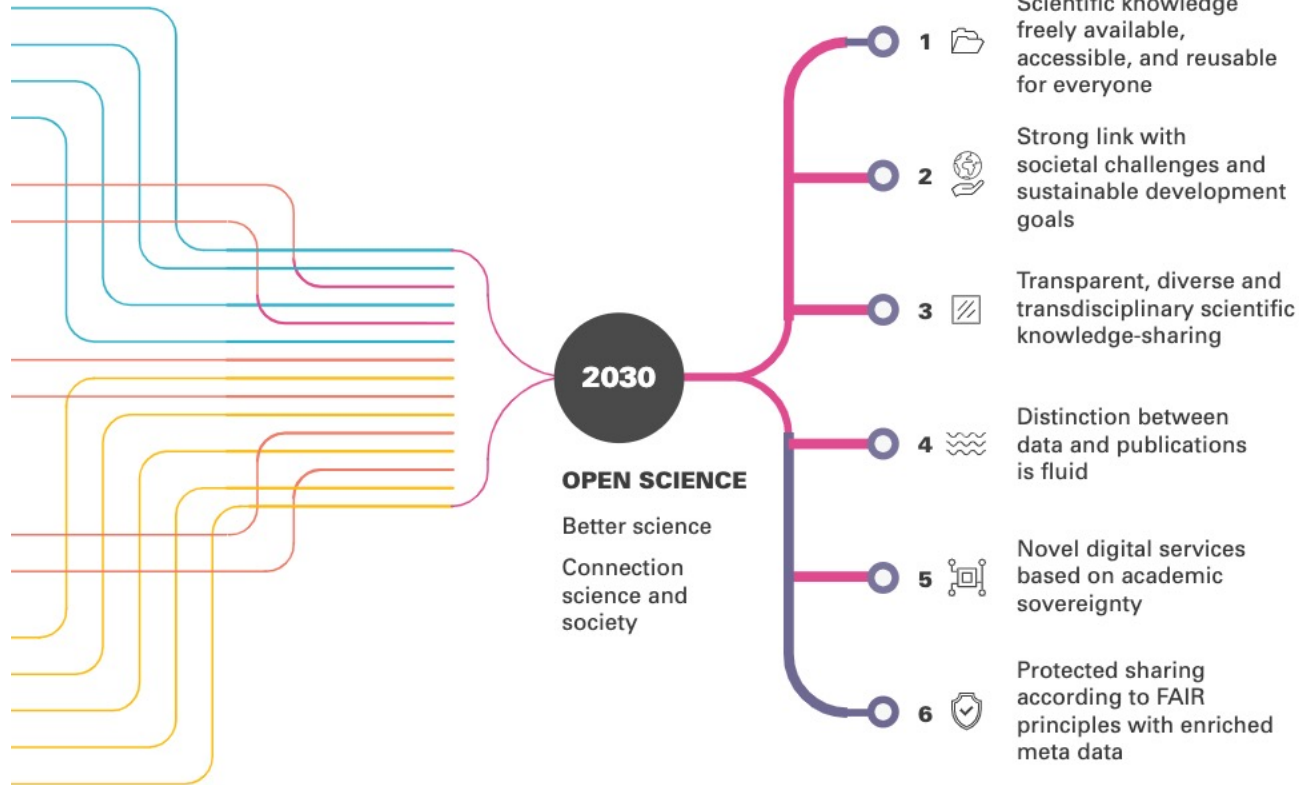 2030
OPEN SCIENCE
Better science
Connection
science and
society
1
Scientific knowledge
freely available,
accessible, and reusable
for everyone
2
Strong link with
societal challenges and
sustainable development
goals
3
Transparent, diverse and
transdisciplinary scientific
knowledge-sharing
4
Distinction between
data and publications
is fluid
5
Novel digital services
based on academic
sovereignty
6
Protected sharing
according to FAIR
principles with enriched
meta data